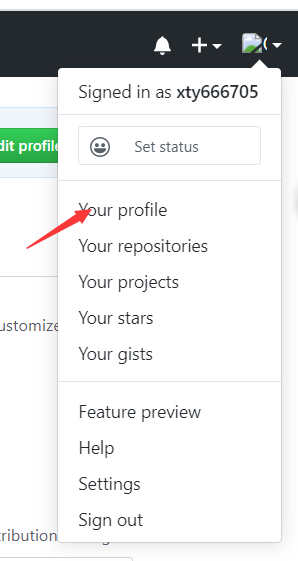 Signed in as xty666705
dit profile
Set status
Your profile
Your repositories
ustomize
Your projects
Your stars
Your gists
Feature preview
Help
Settings
Sign out
tribution